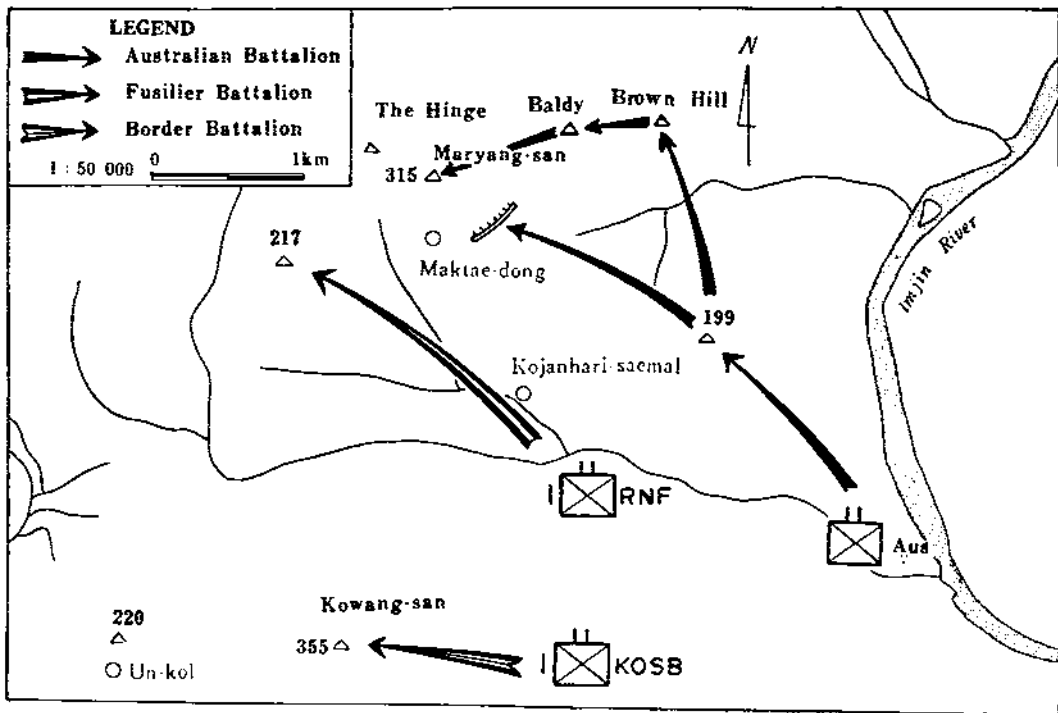 LEGEND
Australian Battalion
Fusilier Battalion
Border Battalion
1 : 50 000 0 1km
N
The Hinge
Baldy
Brown Hill
Maryang-san
315
217
Maktae-dong
Imjin River
199
Kojanhari-saemal
I RNF
Aus
220
Kowang-san
355
Un-kol
I KOSB